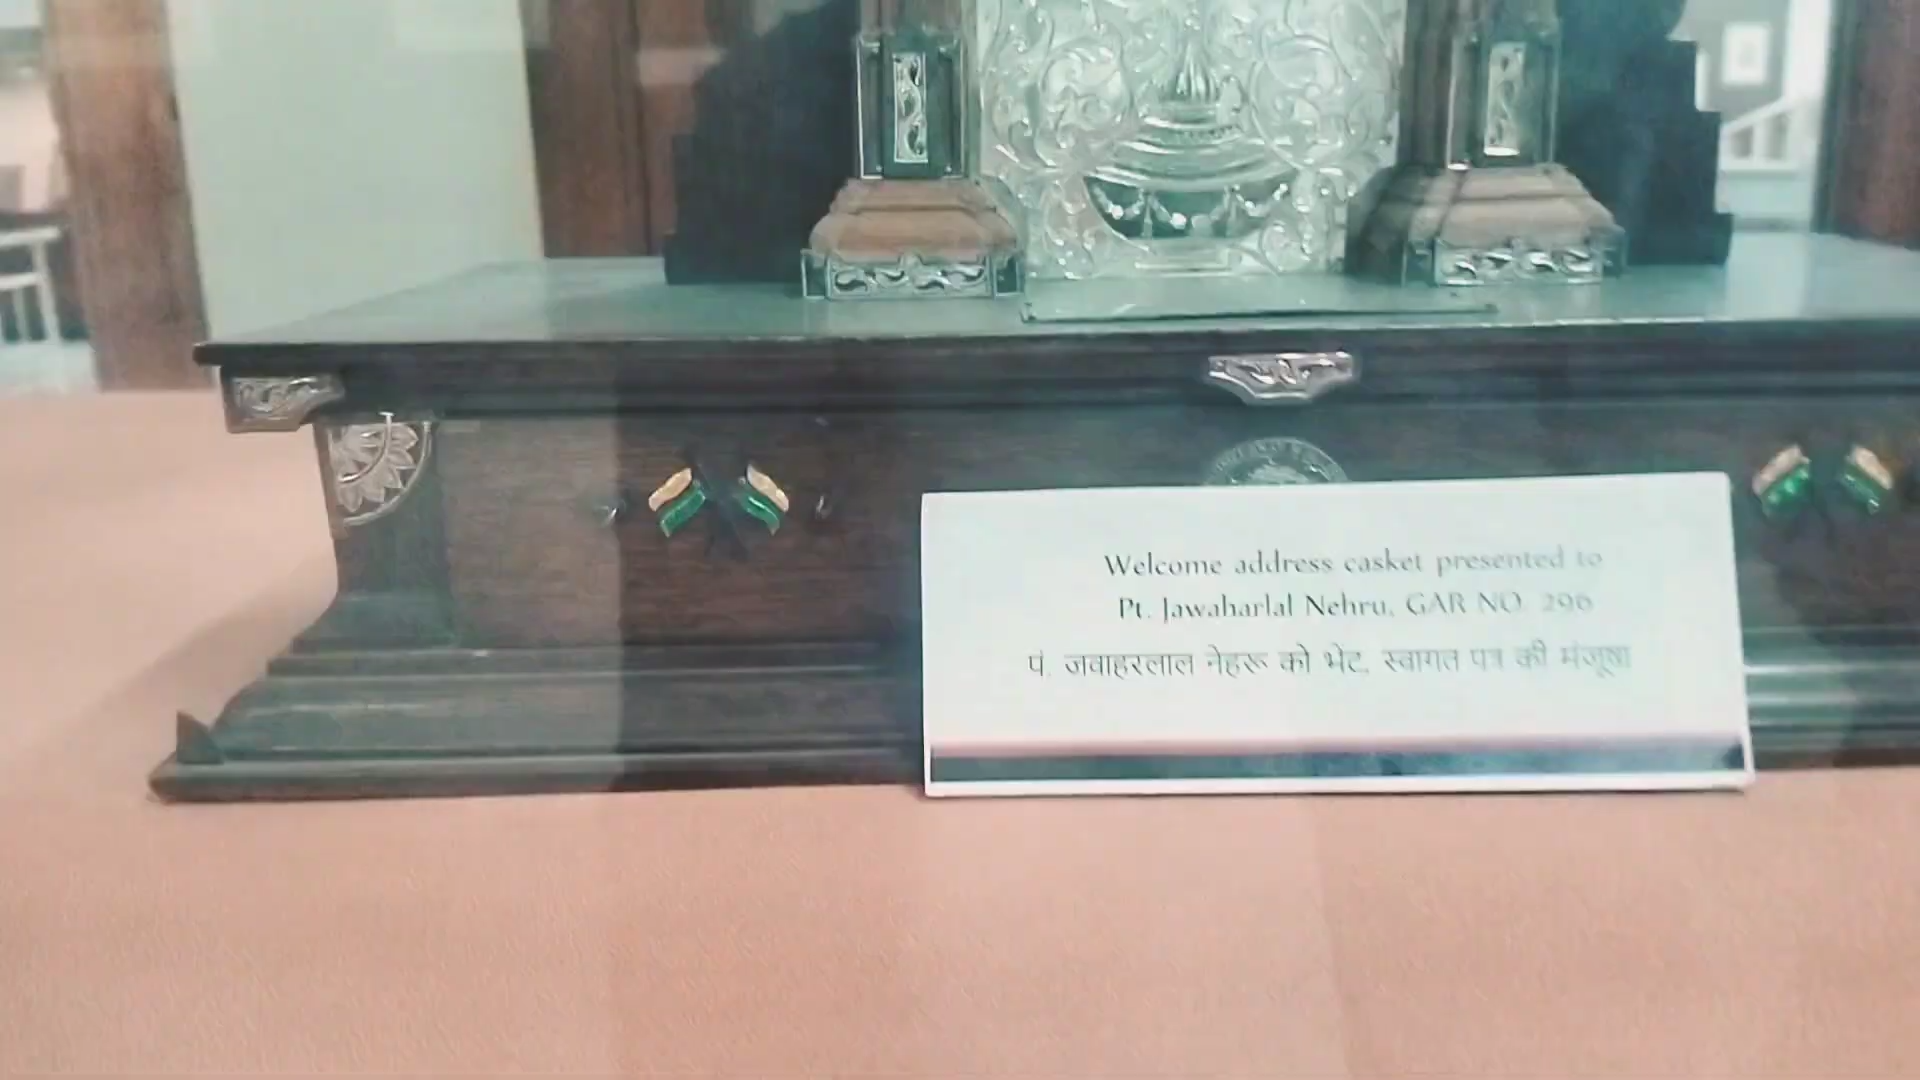 Welcome address casket presented to
Pt. Jawaharlal Nehru, GAR NO. 296
पं. जवाहरलाल नेहरू को भेंट, स्वागत पत्र की मंजूषा